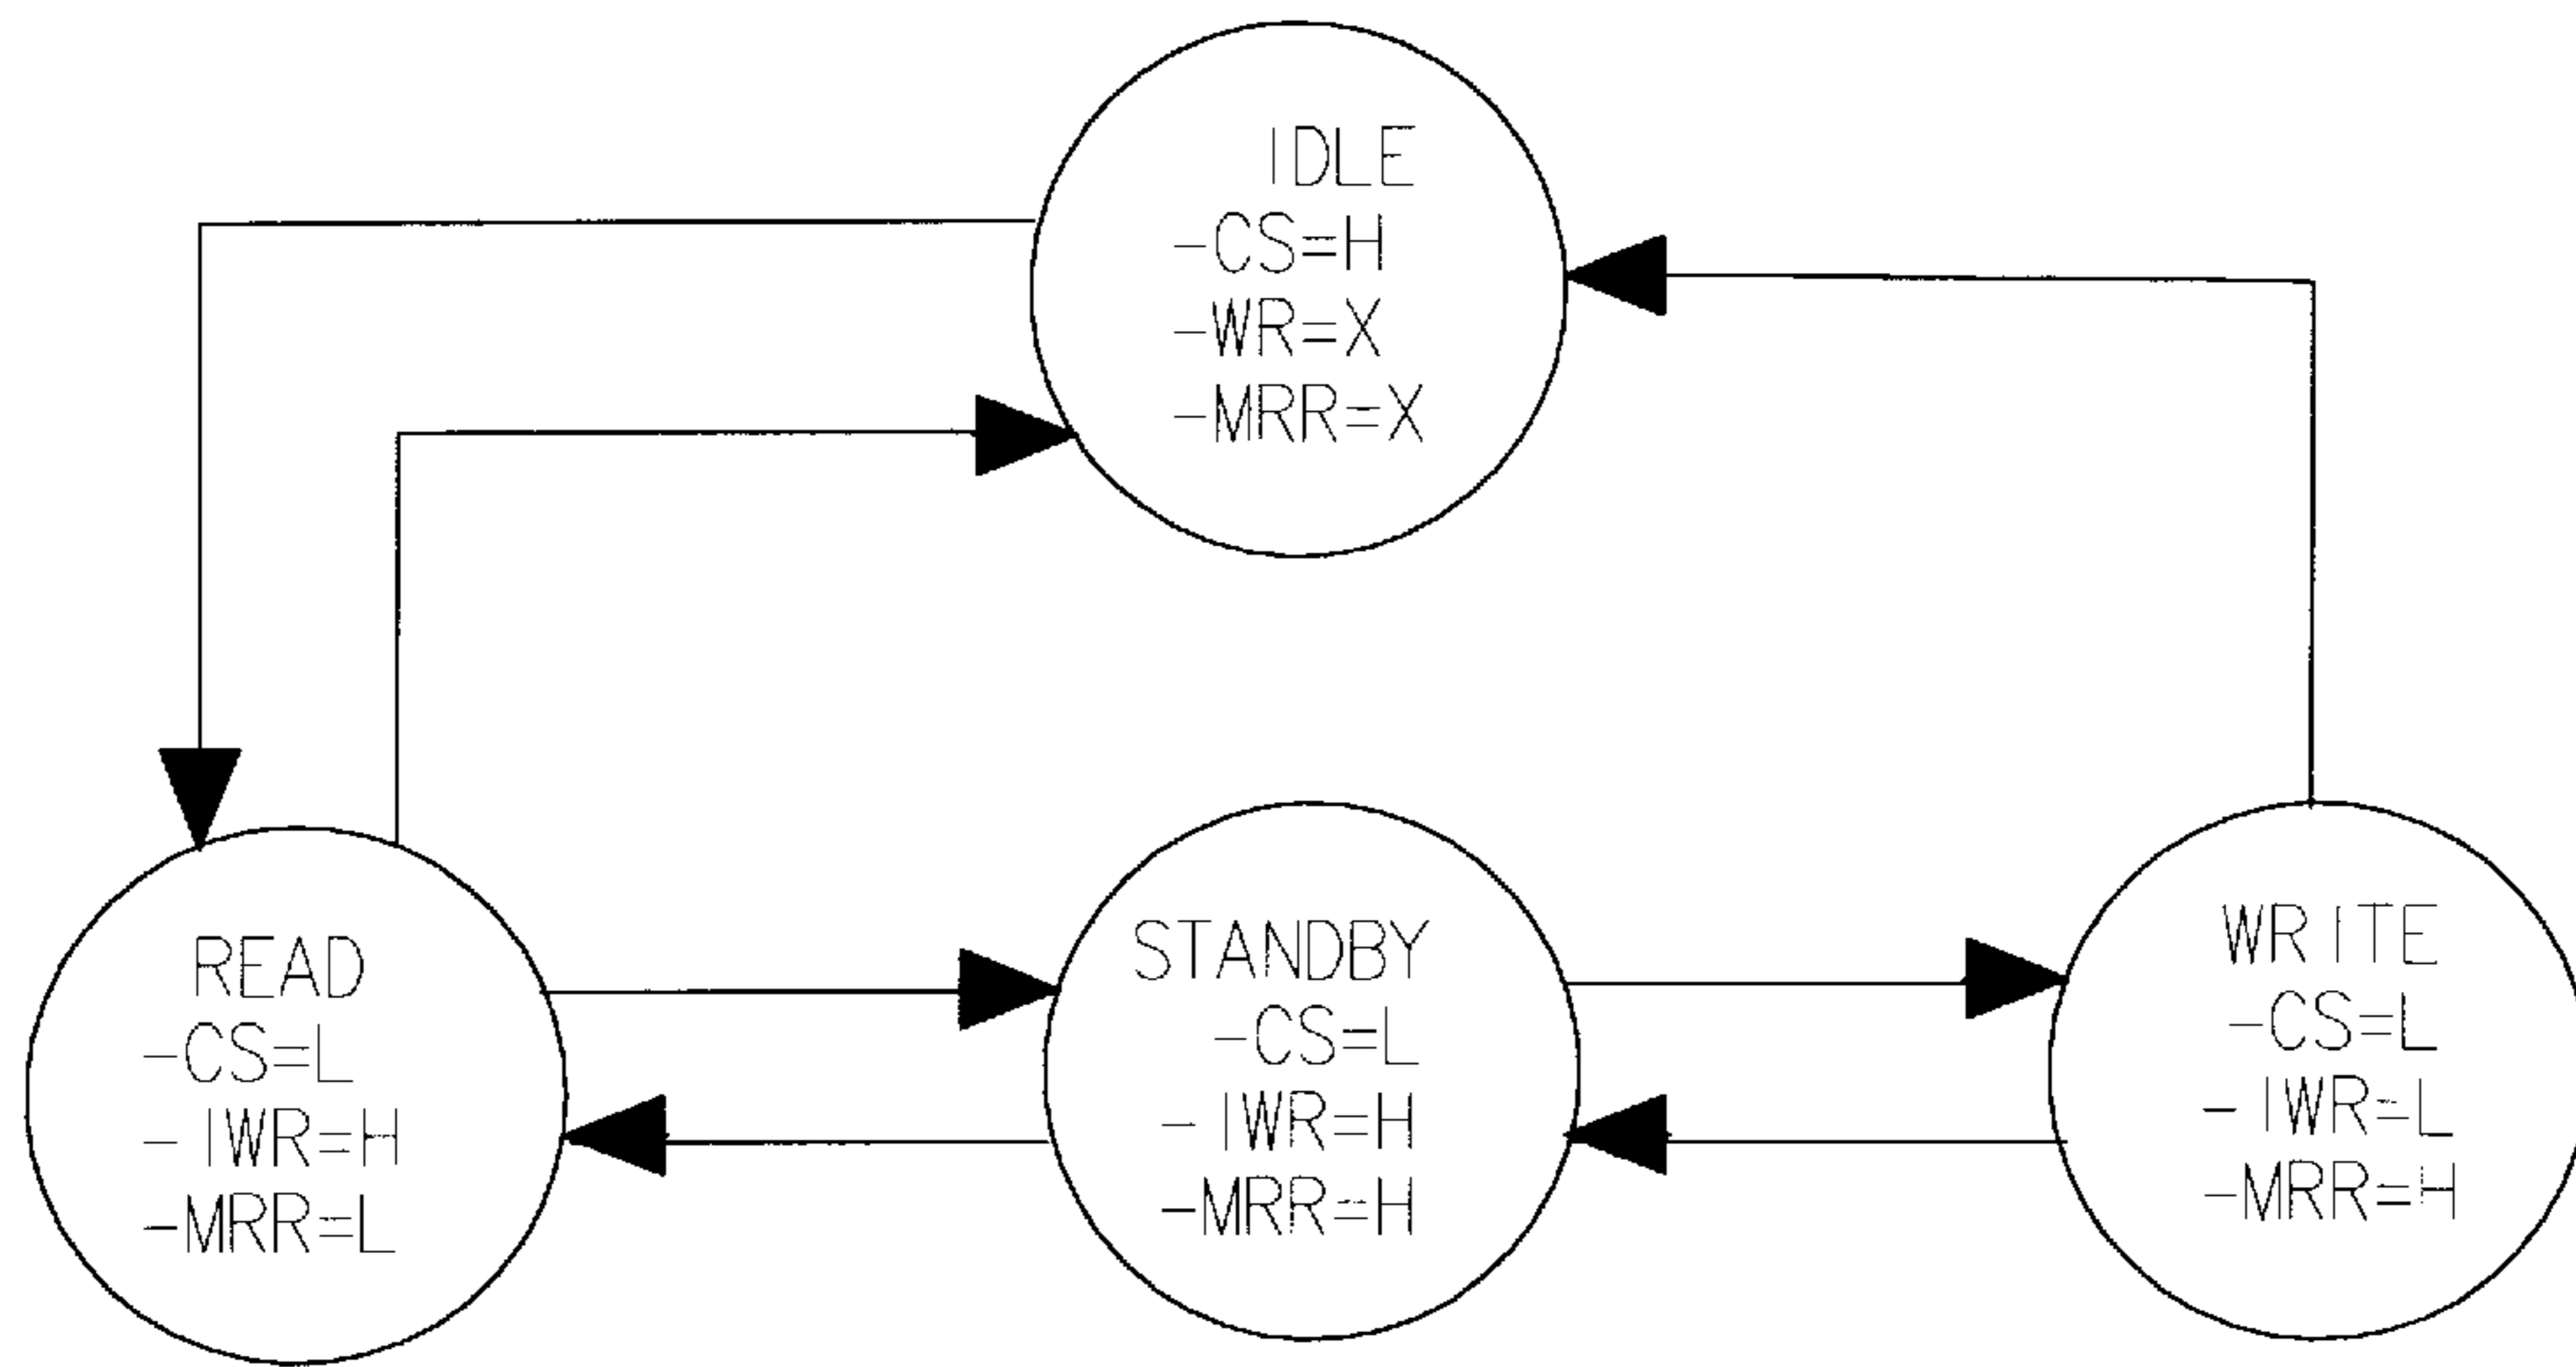 IDLE
-CS=H
-WR=X
-MRR=X
READ
-CS=L
-IWR=H
-MRR=L
STANDBY
-CS=L
-IWR=H
-MRR=H
WRITE
-CS=L
-IWR=L
-MRR=H